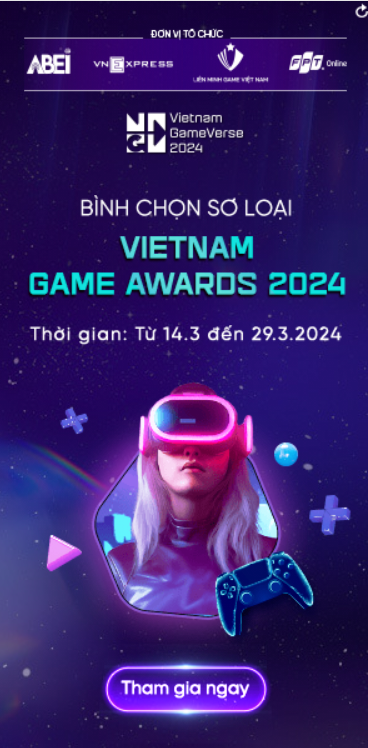 ĐƠN VỊ TỔ CHỨC
ABEI
VNEXPRESS
LIÊN MINH GAME VIỆT NAM
FPT Online
Vietnam
GameVerse
2024
BÌNH CHỌN SƠ LOẠI
VIETNAM
GAME AWARDS 2024
Thời gian: Từ 14.3 đến 29.3.2024
Tham gia ngay